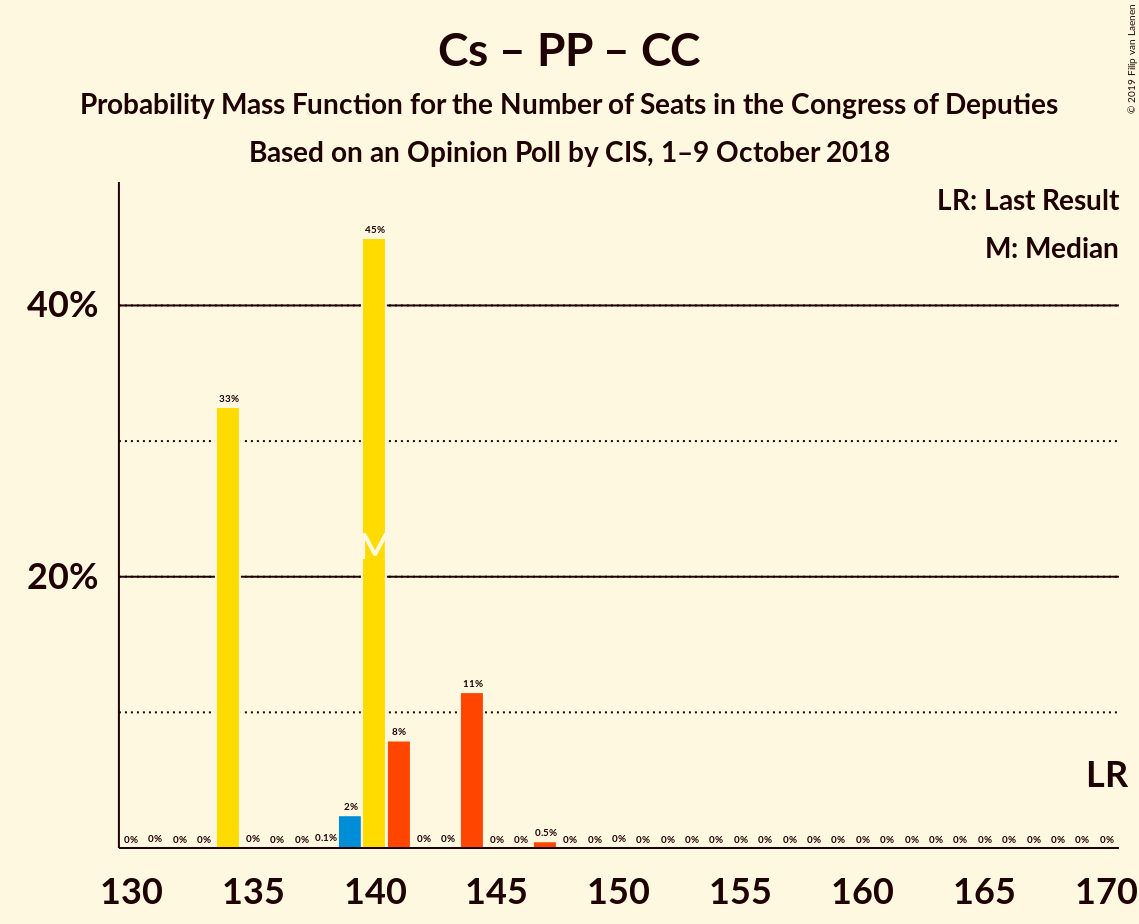 Cs – PP – CC
Probability Mass Function for the Number of Seats in the Congress of Deputies
Based on an Opinion Poll by CIS, 1–9 October 2018
© 2019 Filip van Laenen
LR: Last Result
M: Median
40%
20%
0% 0% 0% 0% 33% 0% 0% 0% 0.1% 2% 45% 8% 0% 0% 11% 0% 0% 0.5% 0% 0% 0% 0% 0% 0% 0% 0% 0% 0% 0% 0% 0% 0% 0% 0% 0% 0% 0% 0% 0% 0% 0%
M
LR
130 135 140 145 150 155 160 165 170